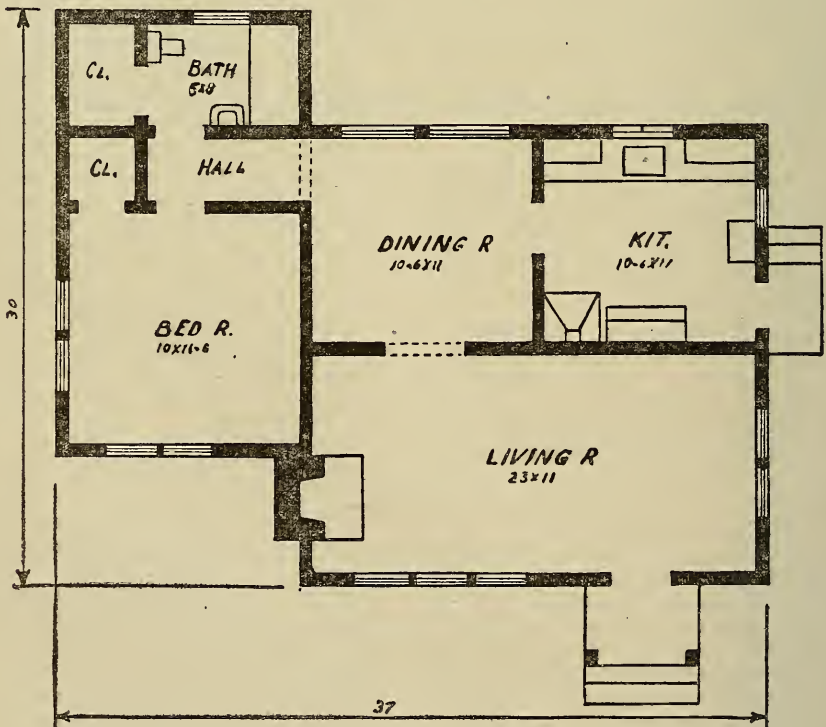 CL.
BATH
5X8
CL.
HALL
DINING R
10-6X11
KIT.
10-6X11
BED R.
10X11-6
LIVING R
23X11
30
37